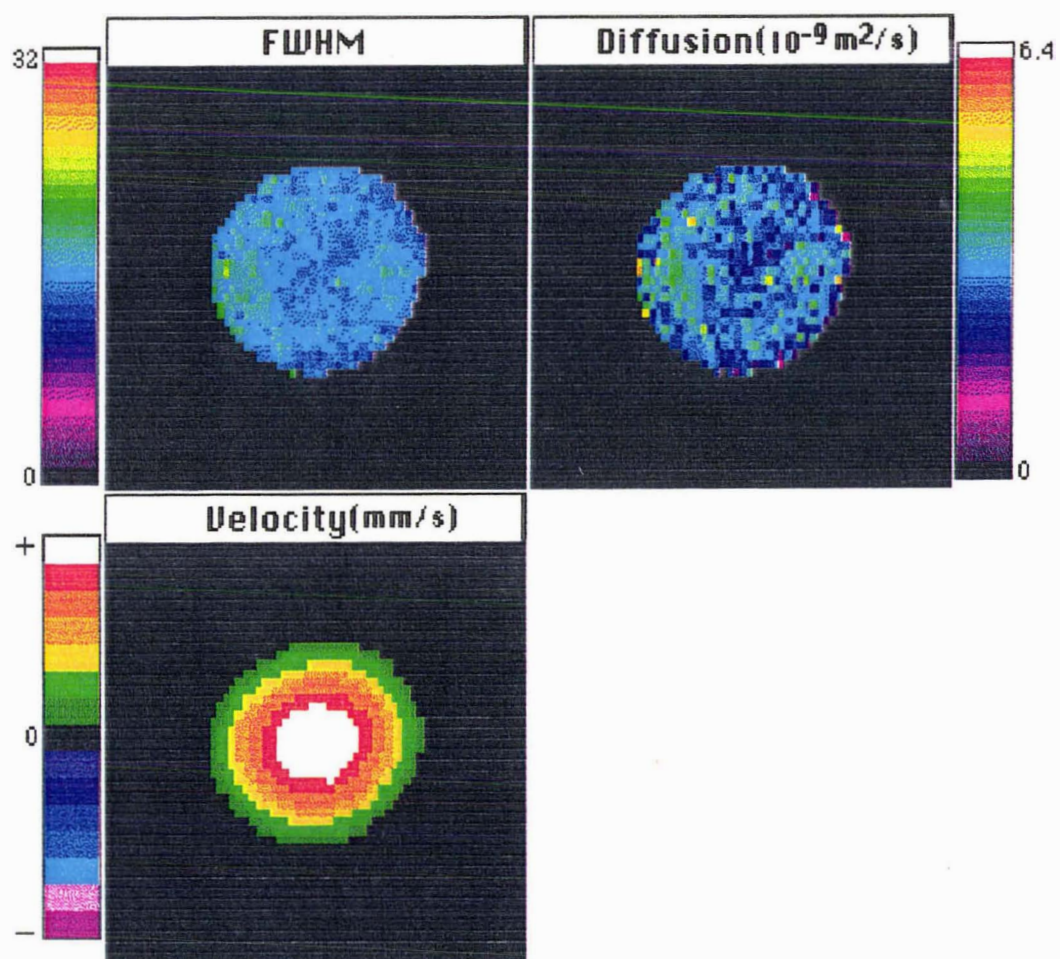 FWHM
Diffusion(10⁻⁹ m²/s)
32
6.4
0
0
Velocity(mm/s)
+
0
−